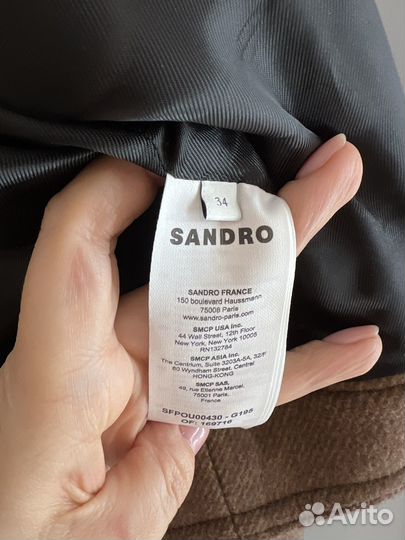 34
SANDRO
SANDRO FRANCE
150 boulevard Haussmann
75008 Paris
www.sandro-paris.com
SMCP USA Inc.
44 Wall Street, 12th Floor
New York, New York 10005
RN132784
SMCP ASIA Inc.
The Centrium, Suite 3203A-5A, 32/F
60 Wyndham Street, Central
HONG-KONG
SMCP SAS,
49, rue Etienne Marcel,
75001 Paris,
France
SFPOU00430 - G195
OF: 169716
Avito